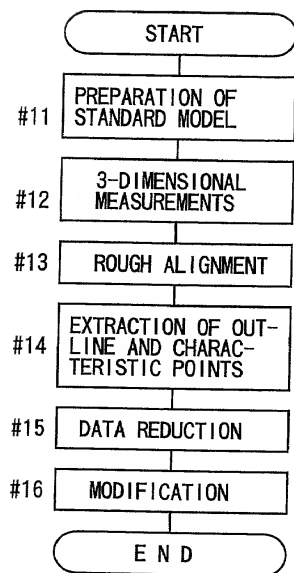 START
#11 PREPARATION OF
STANDARD MODEL
#12 3-DIMENSIONAL
MEASUREMENTS
#13 ROUGH ALIGNMENT
#14 EXTRACTION OF OUT-
LINE AND CHARAC-
TERISTIC POINTS
#15 DATA REDUCTION
#16 MODIFICATION
END